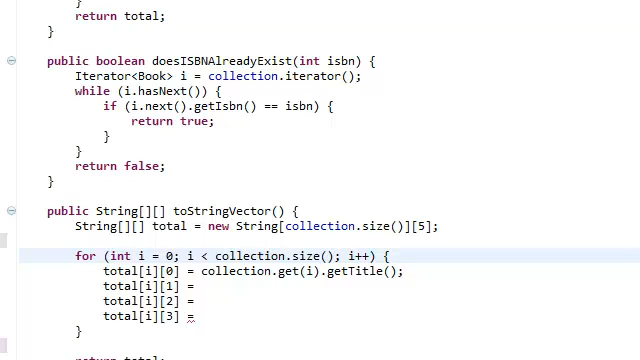 }
return total;
}
public boolean doesISBNAlreadyExist(int isbn) {
Iterator<Book> i = collection.iterator();
while (i.hasNext()) {
if (i.next().getIsbn() == isbn) {
return true;
}
}
return false;
}
public String[][] toStringVector() {
String[][] total = new String[collection.size()][5];
for (int i = 0; i < collection.size(); i++) {
total[i][0] = collection.get(i).getTitle();
total[i][1] =
total[i][2] =
total[i][3] =
}
return total;